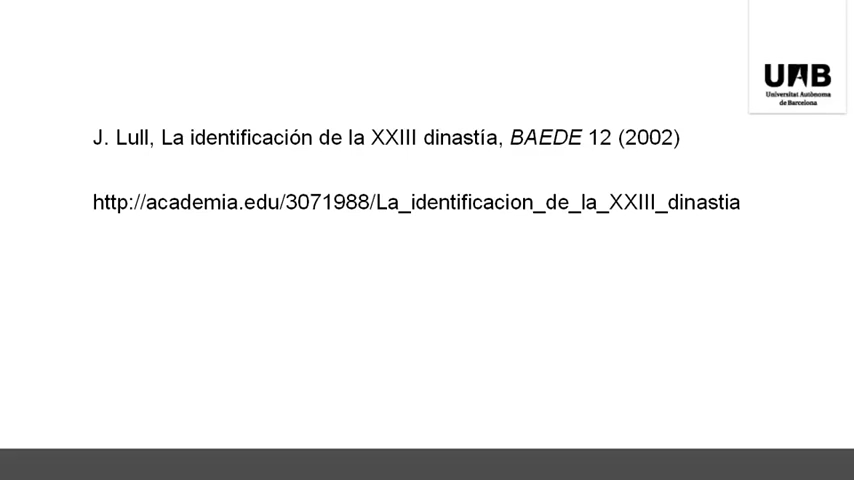 UAB
Universitat Autònoma
de Barcelona
J. Lull, La identificación de la XXIII dinastía, BAEDE 12 (2002)
http://academia.edu/3071988/La_identificacion_de_la_XXIII_dinastia